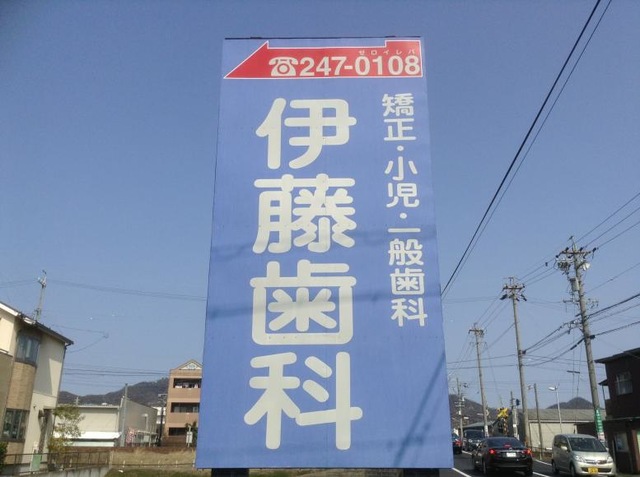 ゼロイレバ
☎247-0108
矯正・小児・一般歯科
伊藤歯科